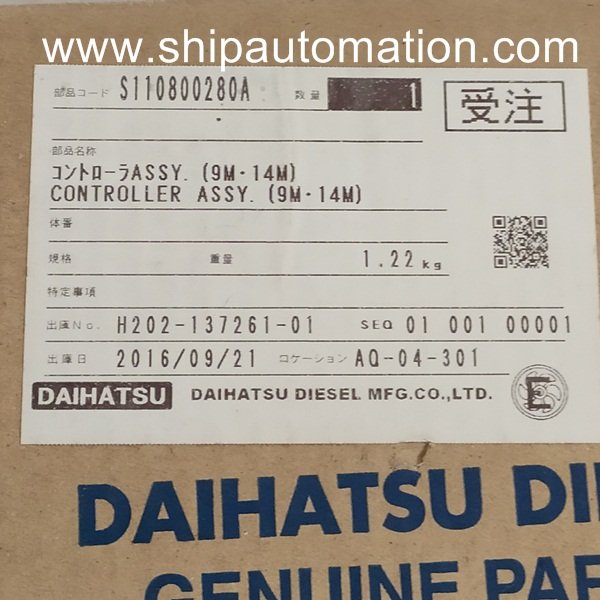 www.shipautomation.com
部品コード S110800280A 数量 1 受注
部品名称
コントローラASSY. (9M・14M)
CONTROLLER ASSY. (9M・14M)
体番
規格 重量 1.22kg
特定事項
出庫No. H202-137261-01 SEQ 01 001 00001
出庫日 2016/09/21 ロケーション AQ-04-301
DAIHATSU DAIHATSU DIESEL MFG.CO.,LTD. E
DAIHATSU DIE
GENUINE PAR